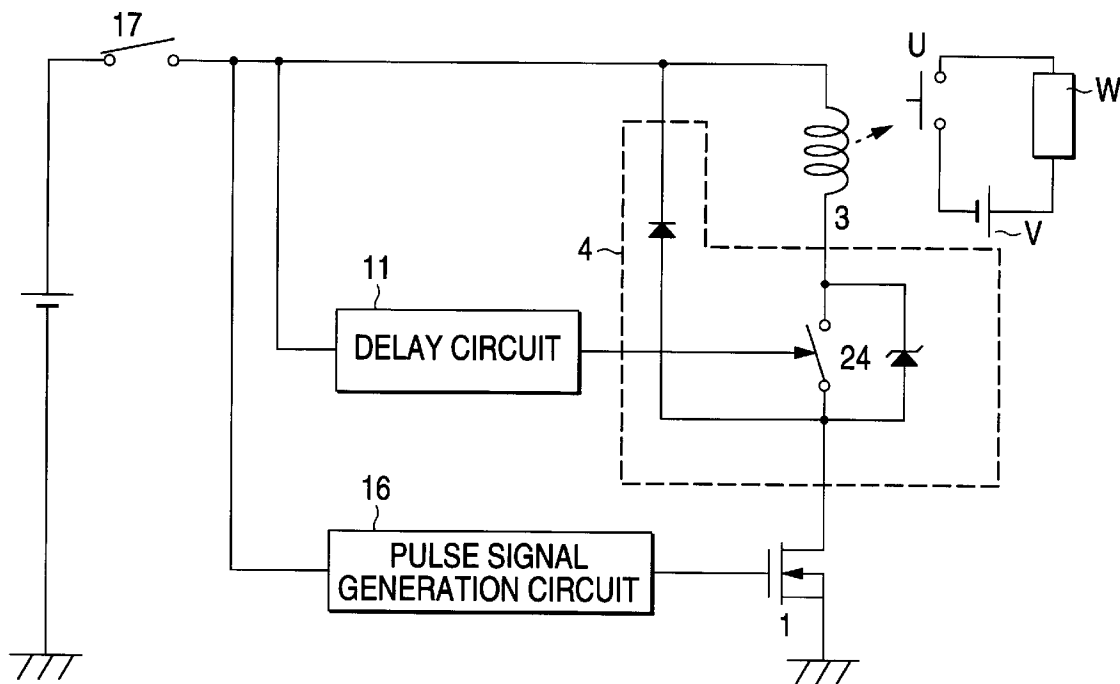 17
U
W
3
V
4
11
DELAY CIRCUIT
24
16
PULSE SIGNAL
GENERATION CIRCUIT
1